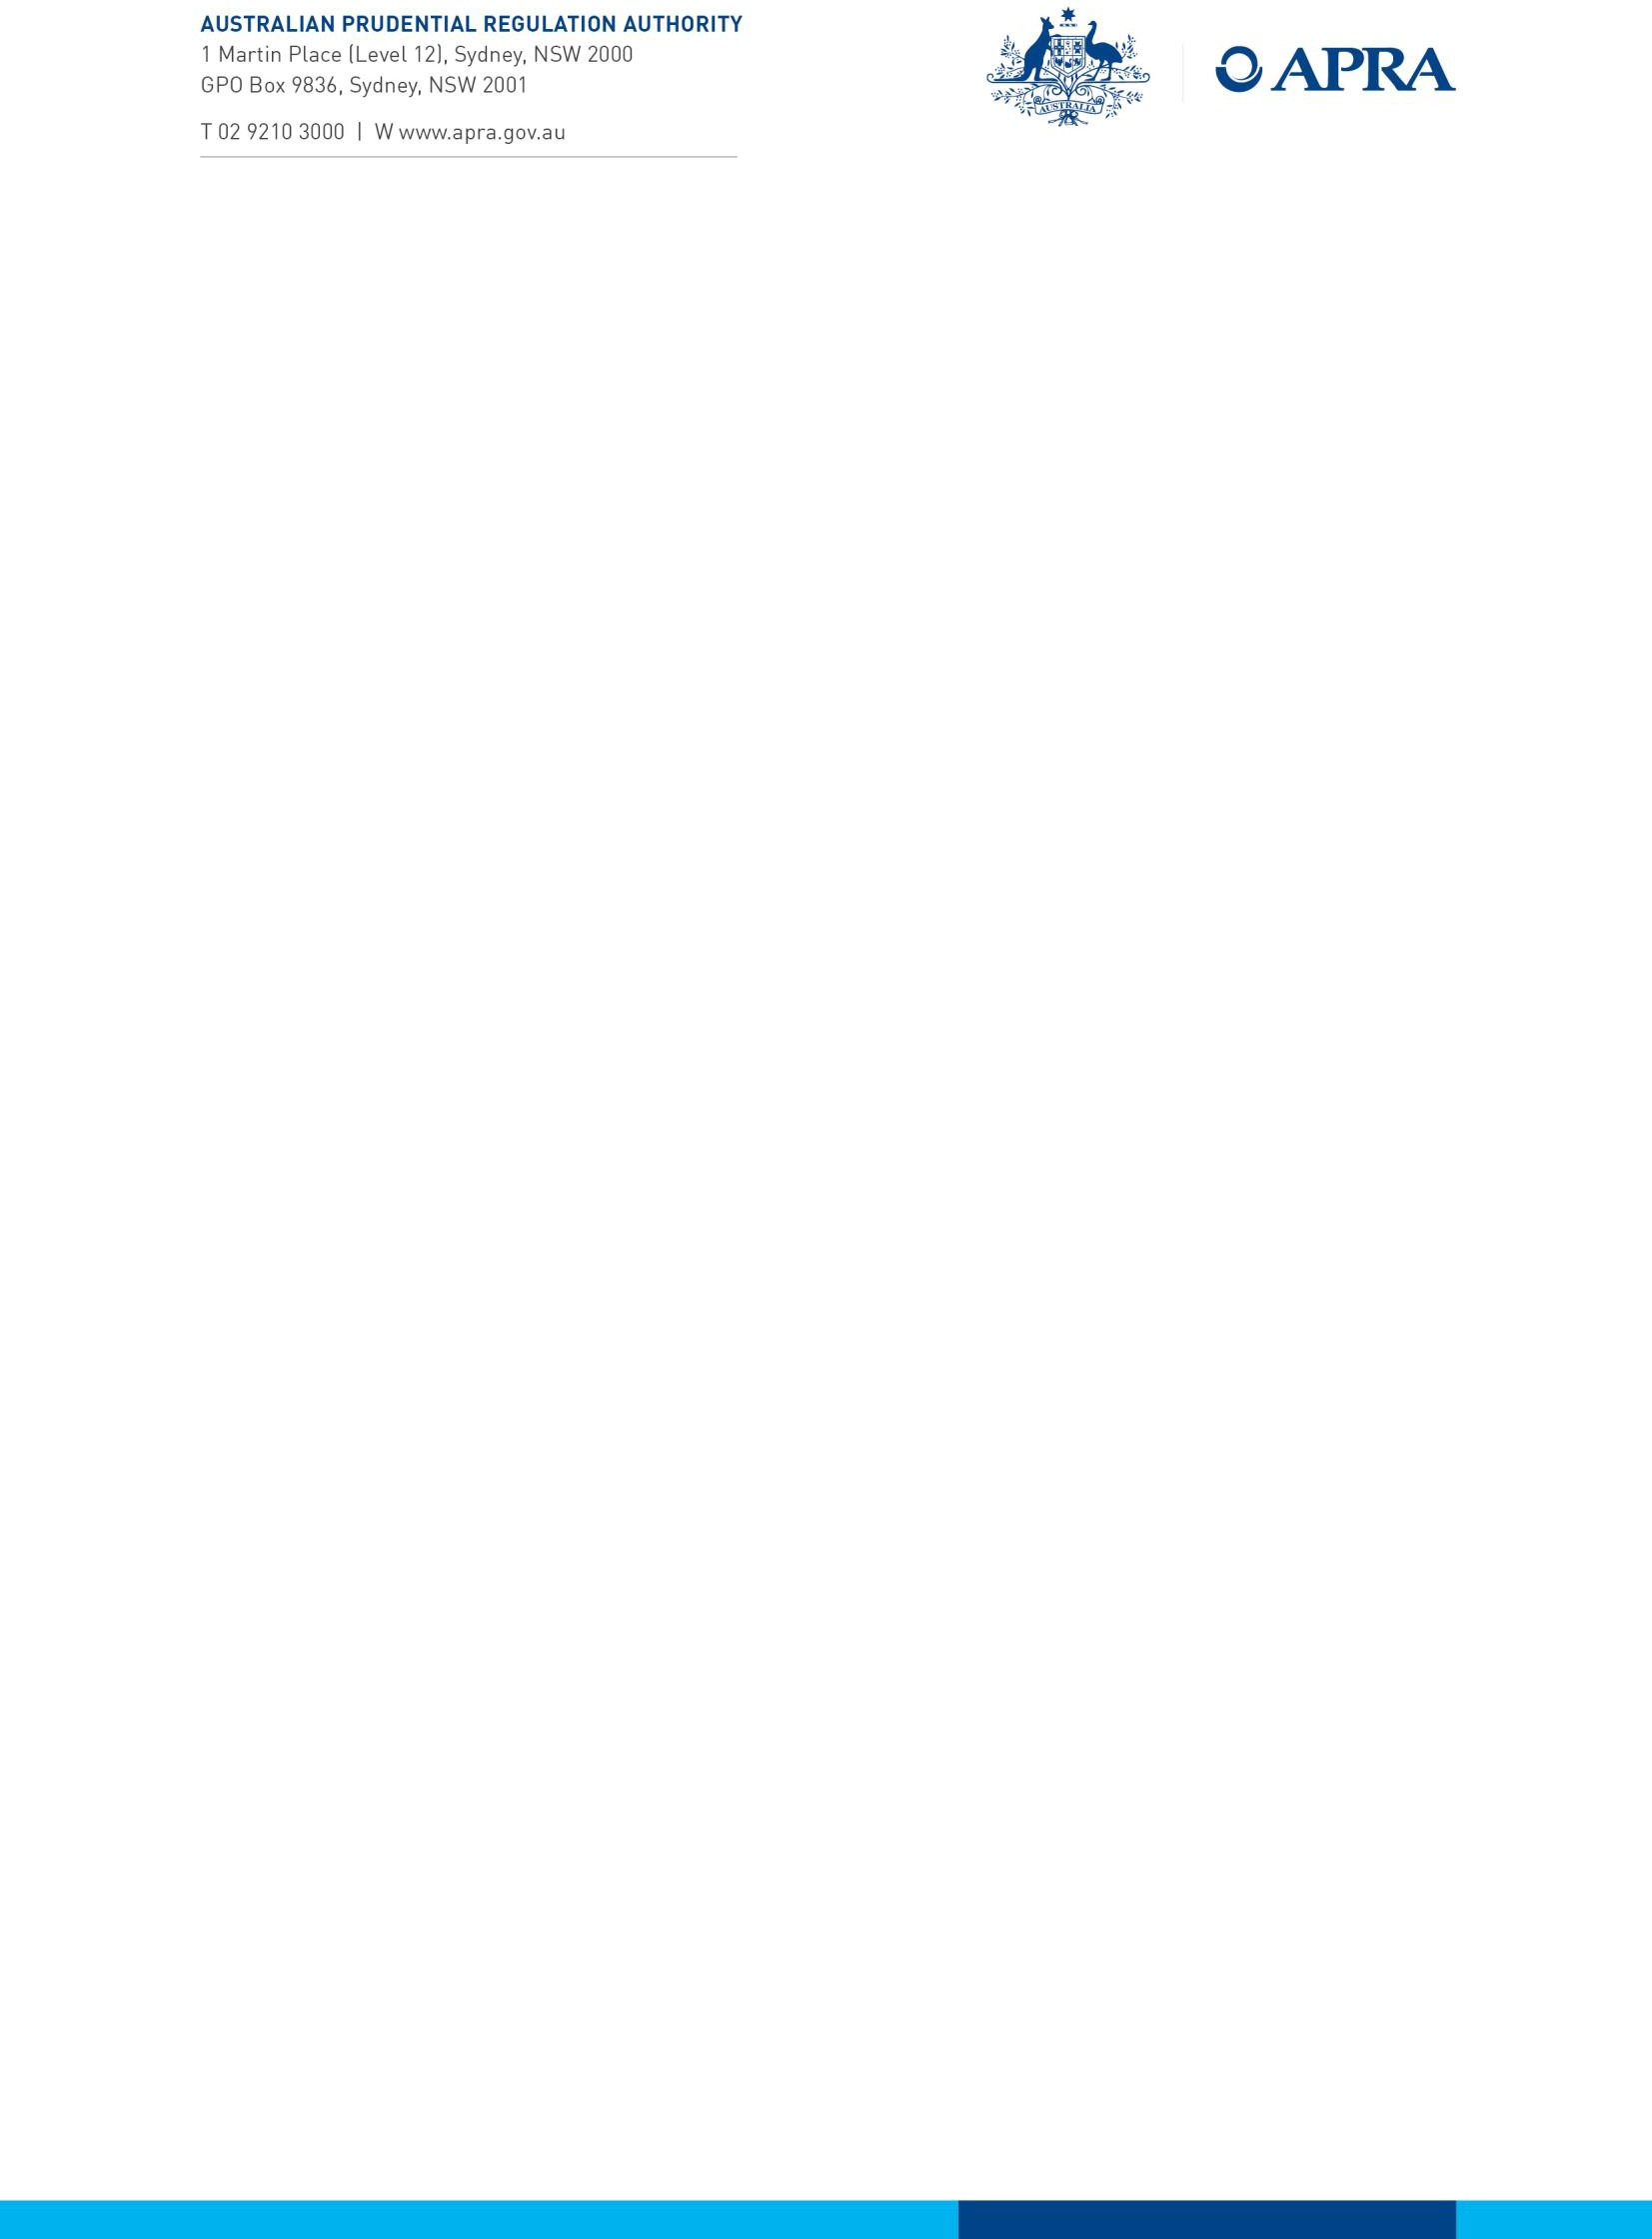 AUSTRALIAN PRUDENTIAL REGULATION AUTHORITY
1 Martin Place (Level 12), Sydney, NSW 2000
GPO Box 9836, Sydney, NSW 2001
T 02 9210 3000 | W www.apra.gov.au
AUSTRALIA
APRA